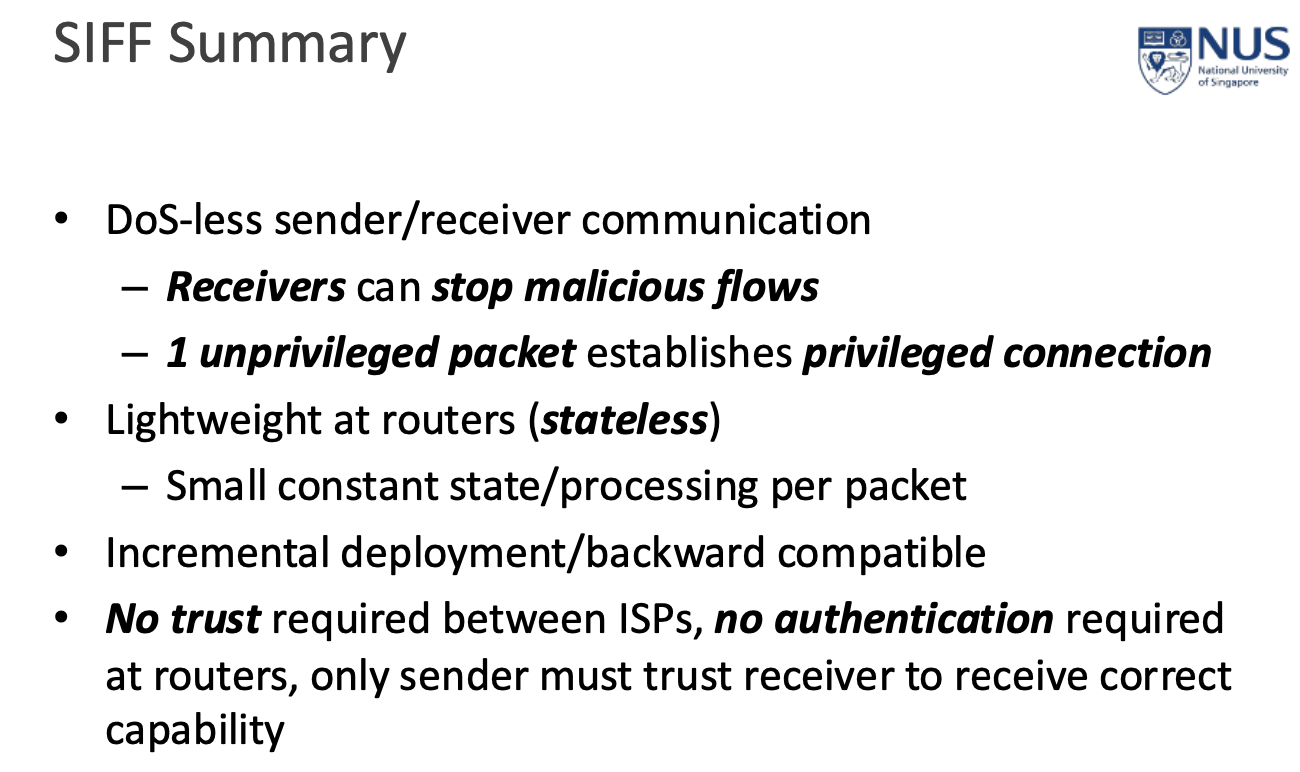 SIFF Summary
NUS
National University
of Singapore
• DoS-less sender/receiver communication
– Receivers can stop malicious flows
– 1 unprivileged packet establishes privileged connection
• Lightweight at routers (stateless)
– Small constant state/processing per packet
• Incremental deployment/backward compatible
• No trust required between ISPs, no authentication required
at routers, only sender must trust receiver to receive correct
capability